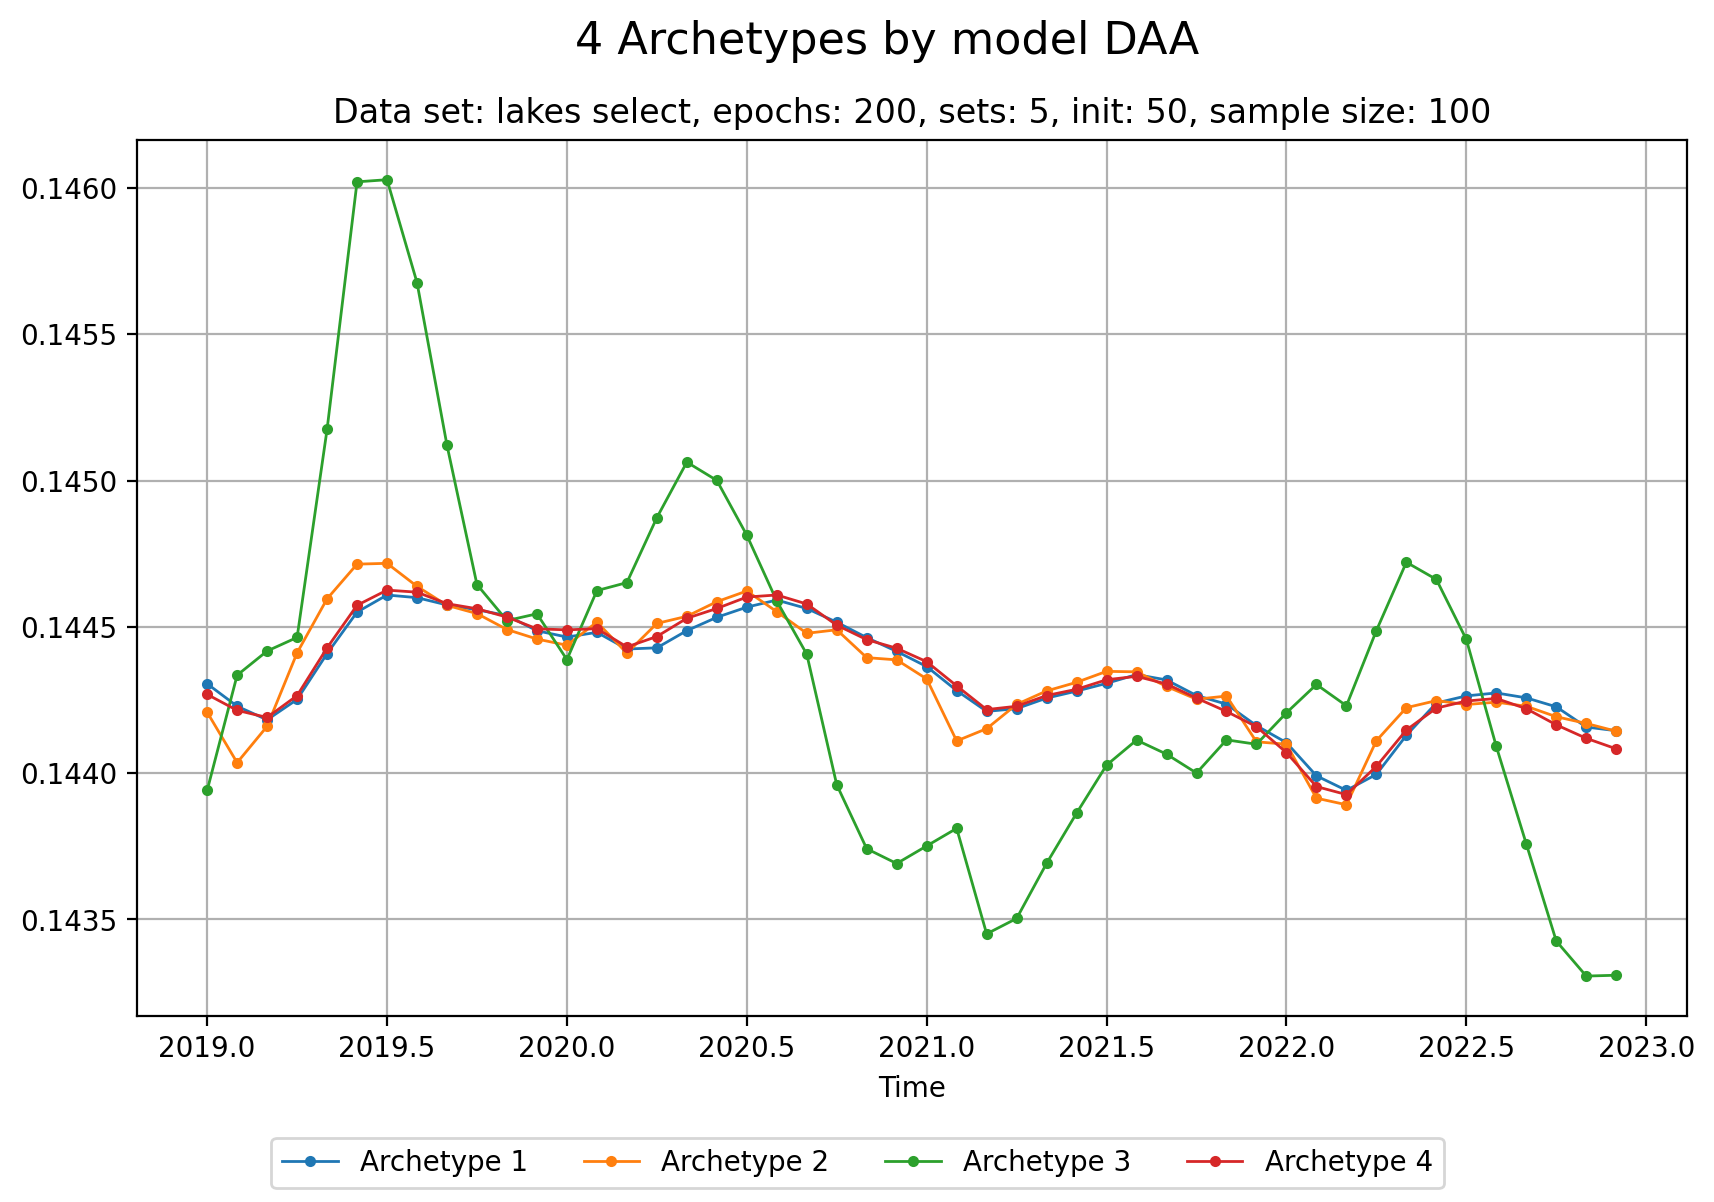 4 Archetypes by model DAA
Data set: lakes select, epochs: 200, sets: 5, init: 50, sample size: 100
0.1460
0.1455
0.1450
0.1445
0.1440
0.1435
2019.0 2019.5 2020.0 2020.5 2021.0 2021.5 2022.0 2022.5 2023.0
Time
Archetype 1 Archetype 2 Archetype 3 Archetype 4